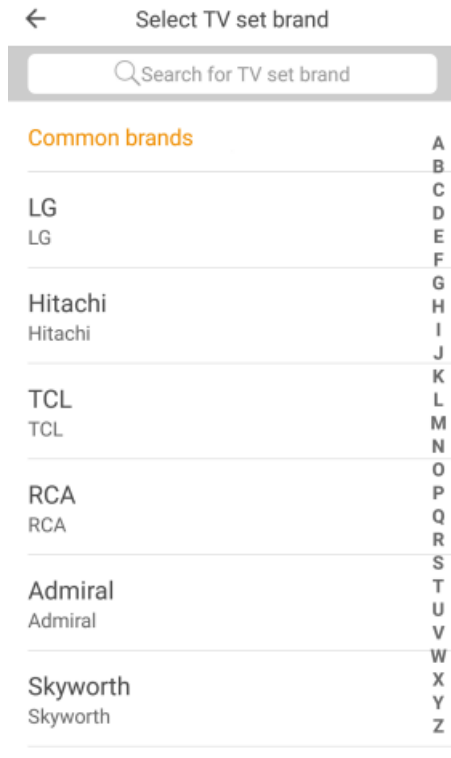 Select TV set brand
Search for TV set brand
Common brands
LG
LG
Hitachi
Hitachi
TCL
TCL
RCA
RCA
Admiral
Admiral
Skyworth
Skyworth
A
B
C
D
E
F
G
H
I
J
K
L
M
N
O
P
Q
R
S
T
U
V
W
X
Y
Z